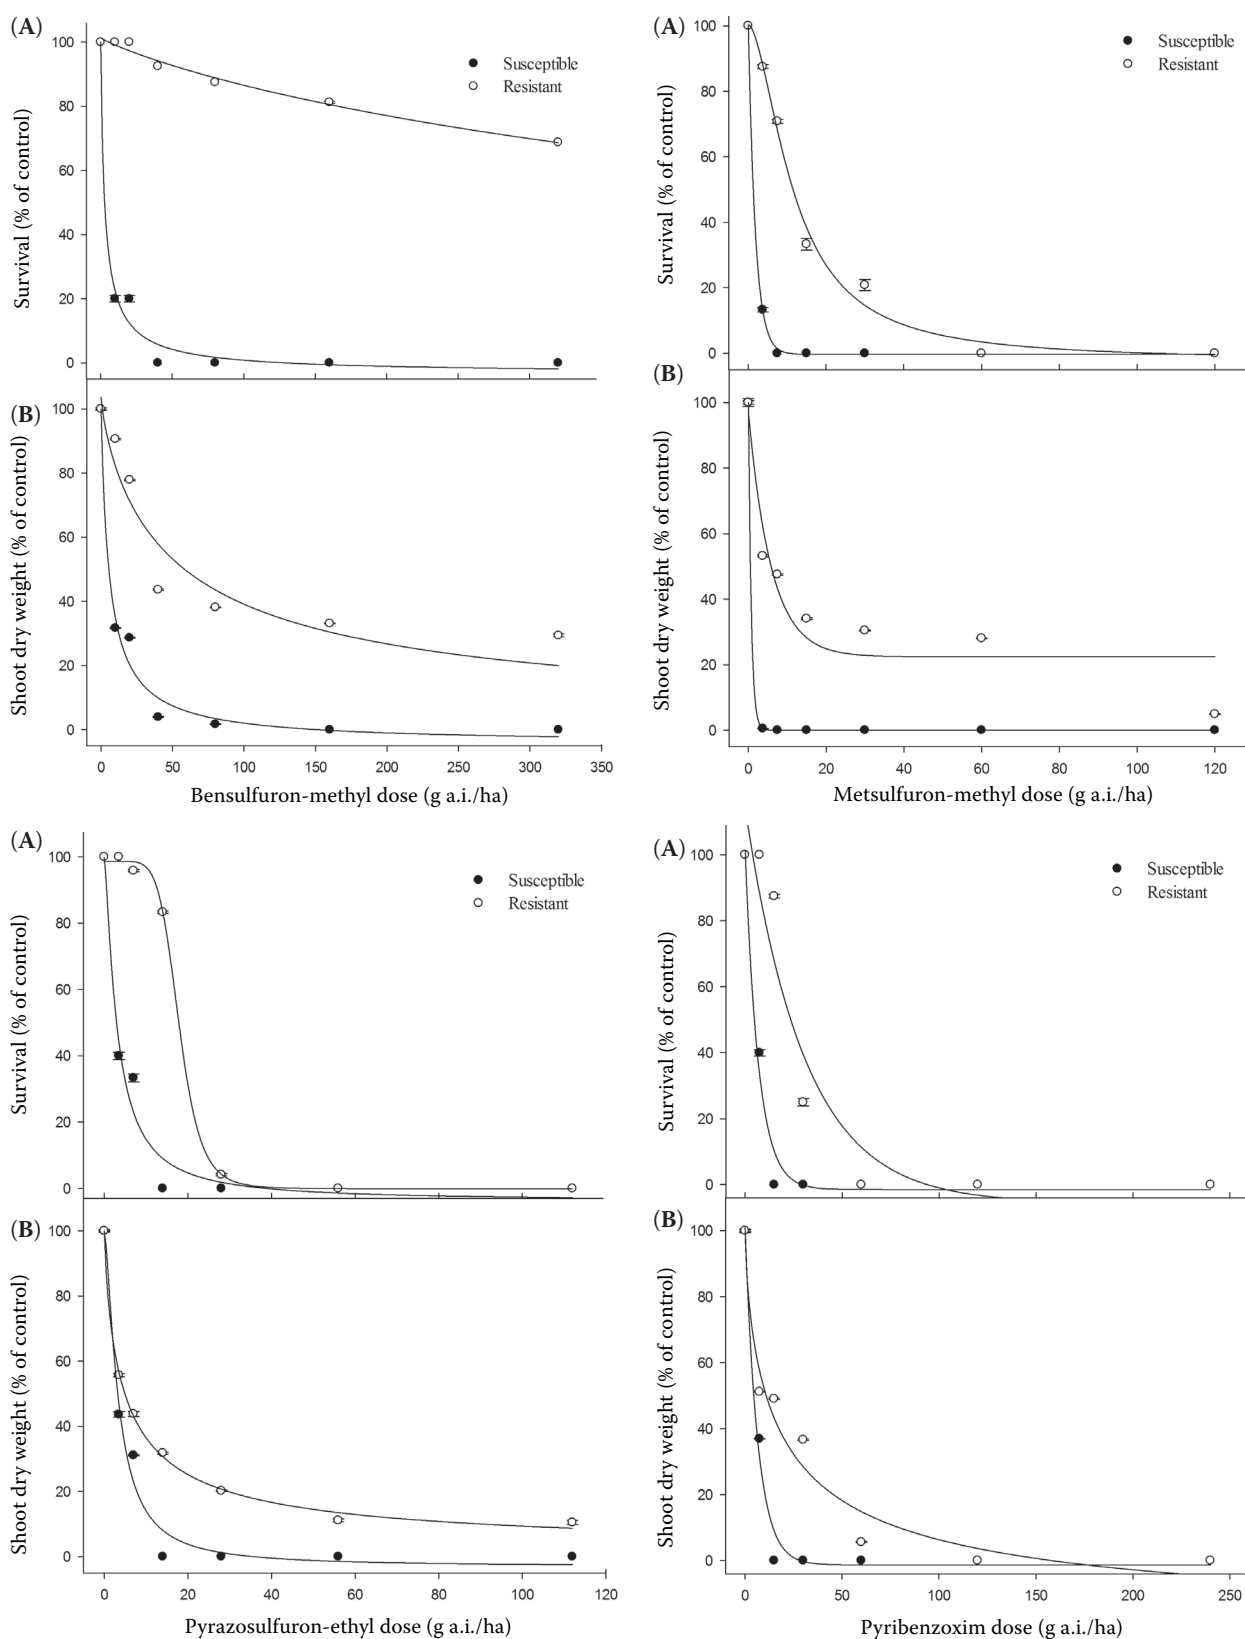 (A)
100
80
60
40
20
0
Survival (% of control)
Susceptible
Resistant
(B)
100
80
60
40
20
0
Shoot dry weight (% of control)
0 50 100 150 200 250 300 350
Bensulfuron-methyl dose (g a.i./ha)
(A)
100
80
60
40
20
0
Survival (% of control)
Susceptible
Resistant
(B)
100
80
60
40
20
0
Shoot dry weight (% of control)
0 20 40 60 80 100 120
Metsulfuron-methyl dose (g a.i./ha)
(A)
100
80
60
40
20
0
Survival (% of control)
Susceptible
Resistant
(B)
100
80
60
40
20
0
Shoot dry weight (% of control)
0 20 40 60 80 100 120
Pyrazosulfuron-ethyl dose (g a.i./ha)
(A)
100
80
60
40
20
0
Survival (% of control)
Susceptible
Resistant
(B)
100
80
60
40
20
0
Shoot dry weight (% of control)
0 50 100 150 200 250
Pyribenzoxim dose (g a.i./ha)